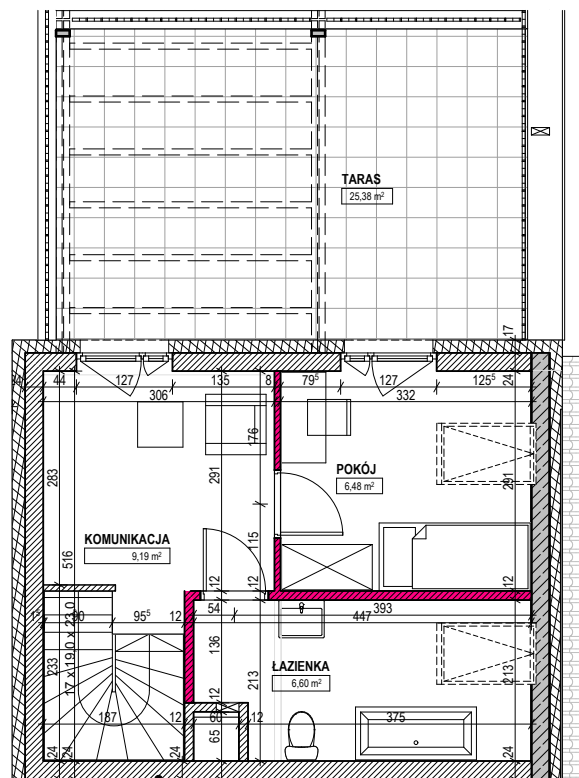 TARAS
25,38 m²
17
44 127 135 8 79⁵ 127 125⁵ 24
306 332
176
283 291 291
POKÓJ
6,48 m²
KOMUNIKACJA
9,19 m²
115
516
12 12 12
90 95⁵ 12 54 393
447
17 x 19,0 x 23,0
233 136 213 213
ŁAZIENKA
6,60 m²
12
187 12 60 12 375
65
24 24 24 24